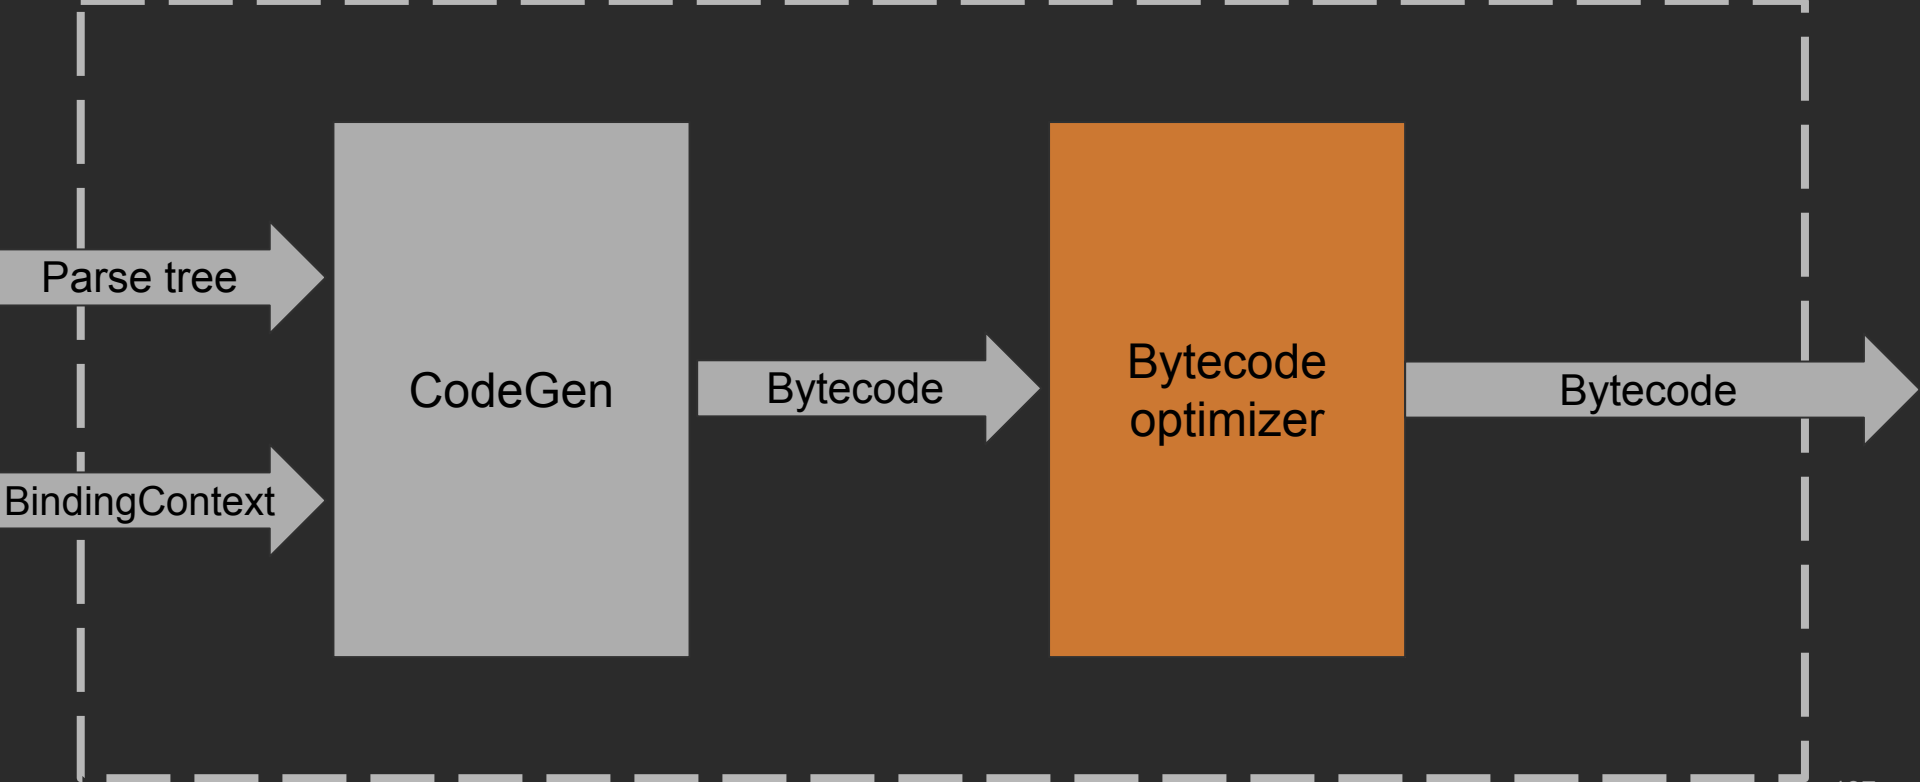 Parse tree
BindingContext
CodeGen
Bytecode
Bytecode
optimizer
Bytecode